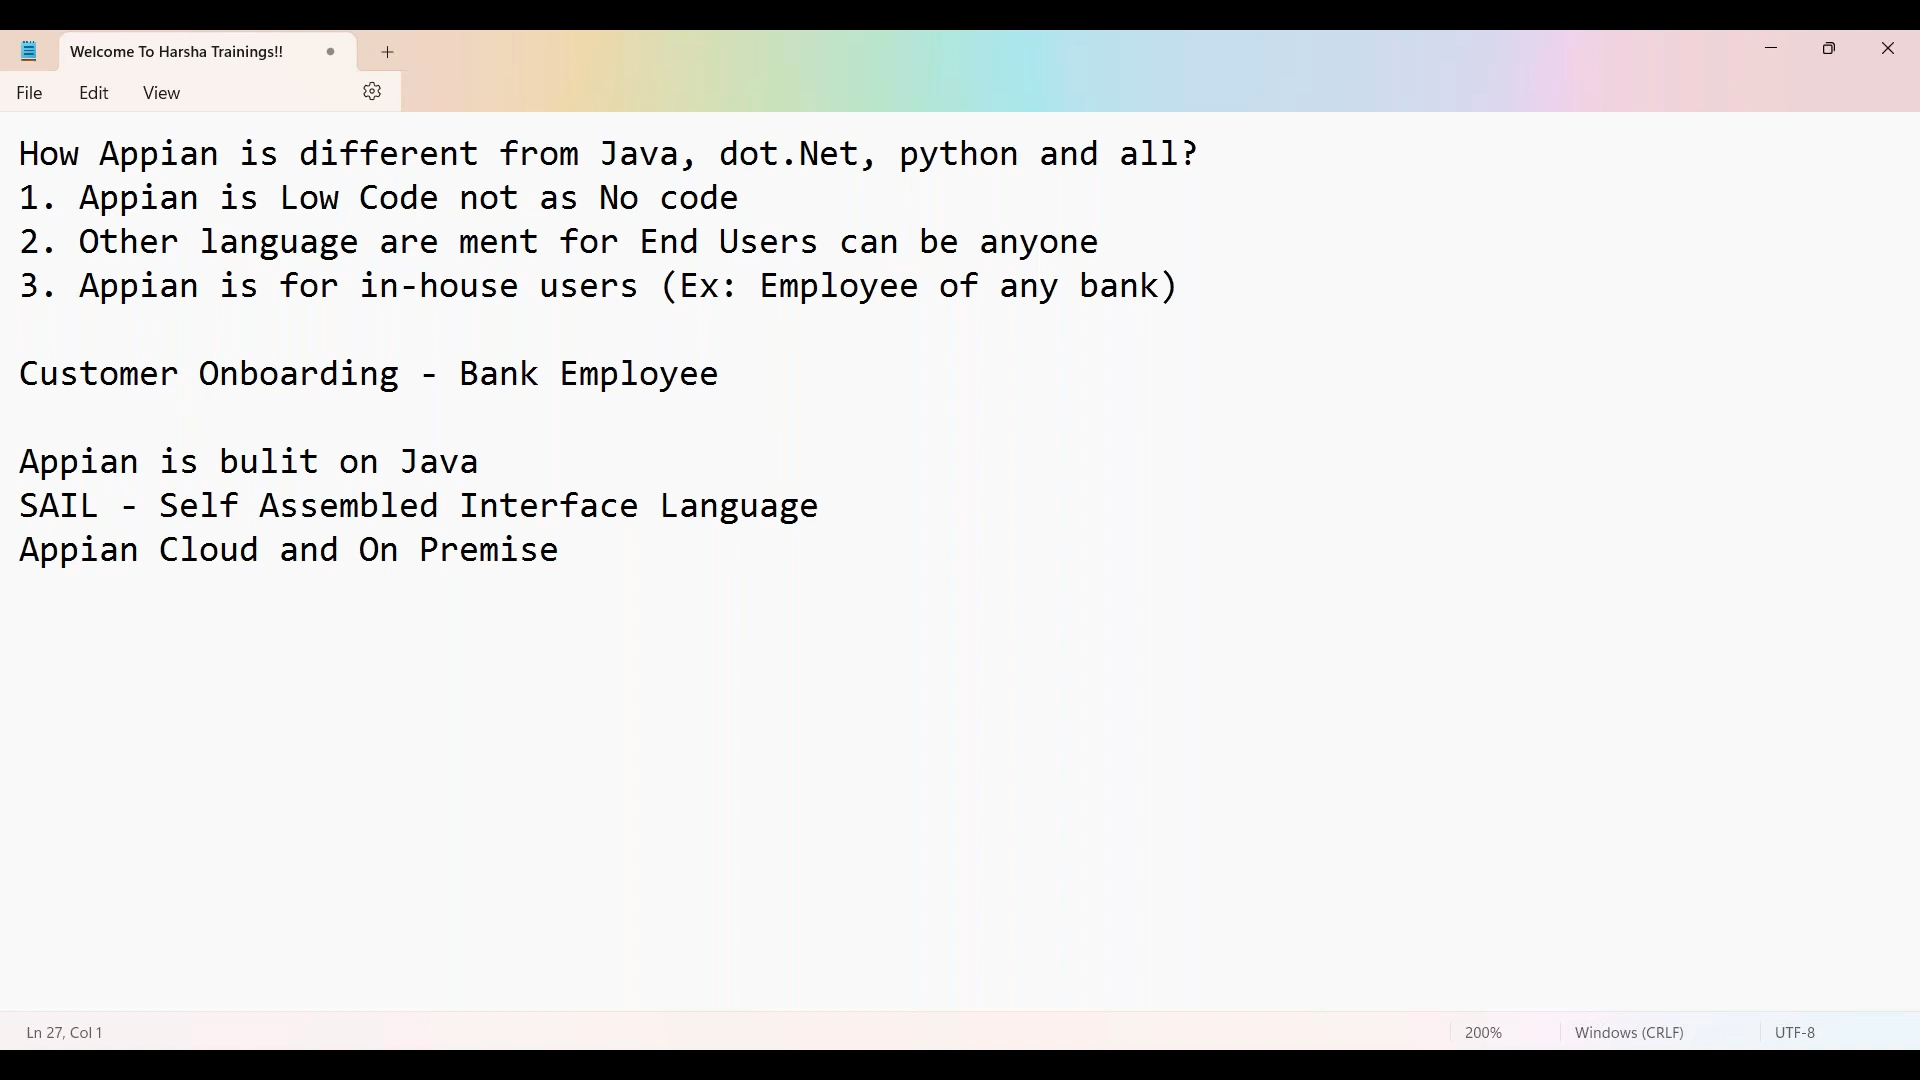 Welcome To Harsha Trainings!!
File Edit View
How Appian is different from Java, dot.Net, python and all?
1. Appian is Low Code not as No code
2. Other language are ment for End Users can be anyone
3. Appian is for in-house users (Ex: Employee of any bank)
Customer Onboarding - Bank Employee
Appian is bulit on Java
SAIL - Self Assembled Interface Language
Appian Cloud and On Premise
Ln 27, Col 1 200% Windows (CRLF) UTF-8